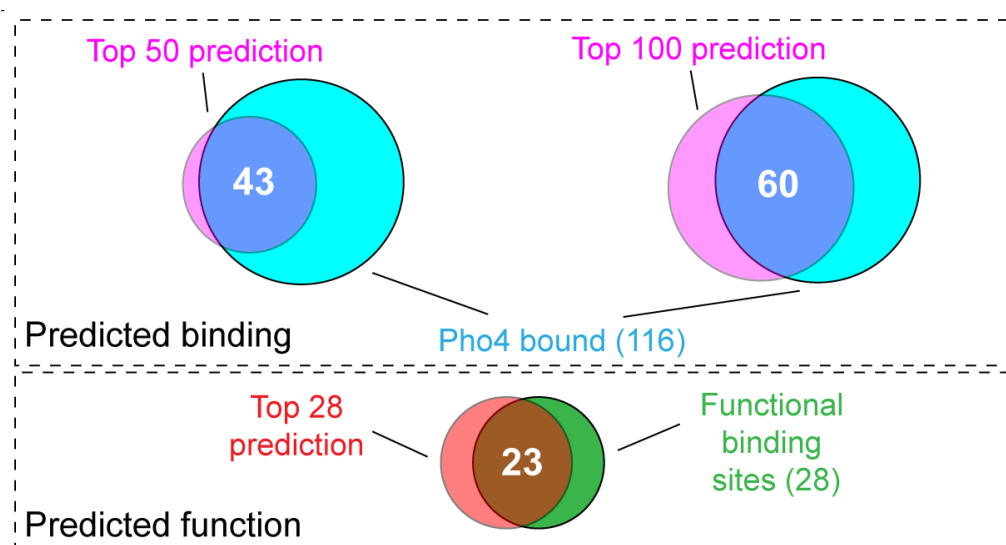 Top 50 prediction
Top 100 prediction
43
60
Predicted binding
Pho4 bound (116)
Top 28
prediction
23
Functional
binding
sites (28)
Predicted function